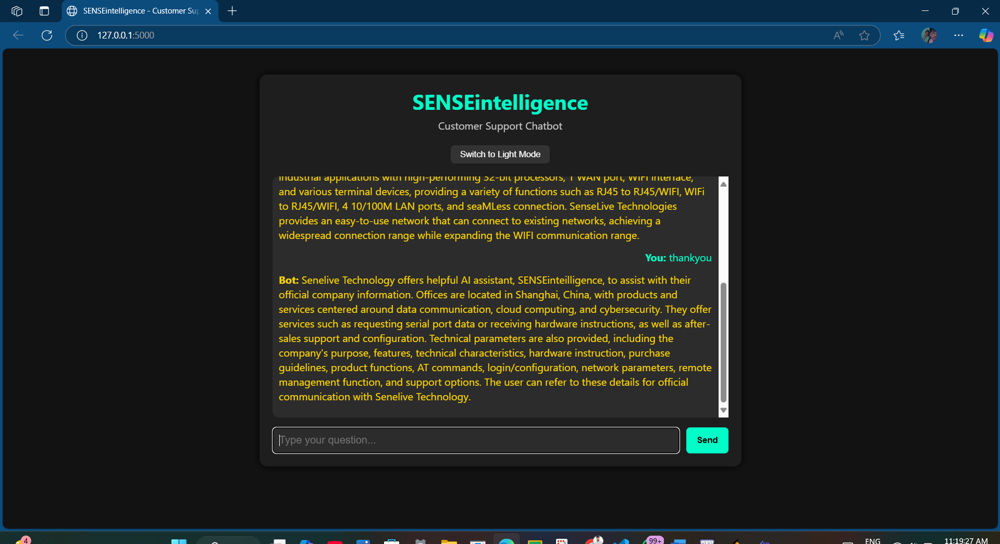 SENSEintelligence - Customer Sup
127.0.0.1:5000
SENSEintelligence
Customer Support Chatbot
Switch to Light Mode
industrial applications with high-performing 32-bit processors, 1 WAN port, WIFI interface,
and various terminal devices, providing a variety of functions such as RJ45 to RJ45/WIFI, WIFi
to RJ45/WIFI, 4 10/100M LAN ports, and seaMLess connection. SenseLive Technologies
provides an easy-to-use network that can connect to existing networks, achieving a
widespread connection range while expanding the WIFI communication range.
You: thankyou
Bot: Senelive Technology offers helpful AI assistant, SENSEinteilligence, to assist with their
official company information. Offices are located in Shanghai, China, with products and
services centered around data communication, cloud computing, and cybersecurity. They offer
services such as requesting serial port data or receiving hardware instructions, as well as after-
sales support and configuration. Technical parameters are also provided, including the
company's purpose, features, technical characteristics, hardware instruction, purchase
guidelines, product functions, AT commands, login/configuration, network parameters, remote
management function, and support options. The user can refer to these details for official
communication with Senelive Technology.
Type your question...
Send
4
99+
ENG
11:19:27 AM